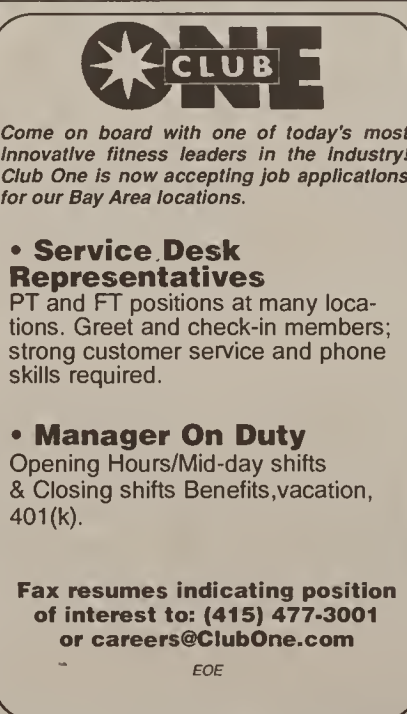 ONE
CLUB
Come on board with one of today's most
innovative fitness leaders in the industry!
Club One is now accepting job applications
for our Bay Area locations.
• Service Desk
Representatives
PT and FT positions at many loca-
tions. Greet and check-in members;
strong customer service and phone
skills required.
• Manager On Duty
Opening Hours/Mid-day shifts
& Closing shifts Benefits,vacation,
401(k).
Fax resumes indicating position
of interest to: (415) 477-3001
or careers@ClubOne.com
EOE